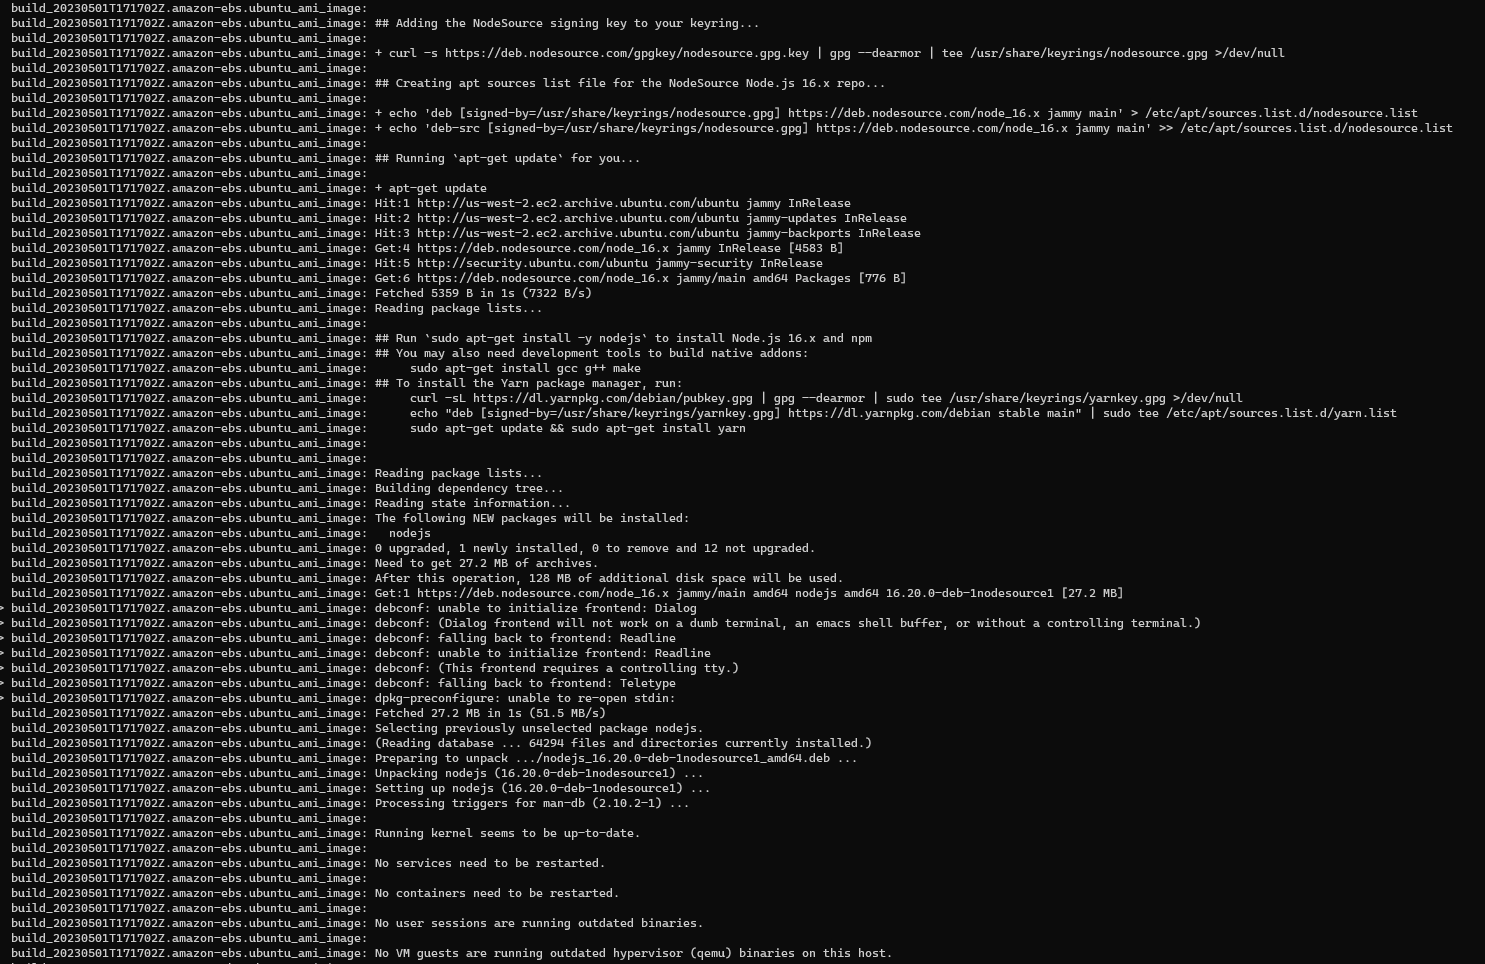 build_20230501T171702Z.amazon-ebs.ubuntu_ami_image:
build_20230501T171702Z.amazon-ebs.ubuntu_ami_image: ## Adding the NodeSource signing key to your keyring...
build_20230501T171702Z.amazon-ebs.ubuntu_ami_image:
build_20230501T171702Z.amazon-ebs.ubuntu_ami_image: + curl -s https://deb.nodesource.com/gpgkey/nodesource.gpg.key | gpg --dearmor | tee /usr/share/keyrings/nodesource.gpg >/dev/null
build_20230501T171702Z.amazon-ebs.ubuntu_ami_image:
build_20230501T171702Z.amazon-ebs.ubuntu_ami_image: ## Creating apt sources list file for the NodeSource Node.js 16.x repo...
build_20230501T171702Z.amazon-ebs.ubuntu_ami_image:
build_20230501T171702Z.amazon-ebs.ubuntu_ami_image: + echo 'deb [signed-by=/usr/share/keyrings/nodesource.gpg] https://deb.nodesource.com/node_16.x jammy main' > /etc/apt/sources.list.d/nodesource.list
build_20230501T171702Z.amazon-ebs.ubuntu_ami_image: + echo 'deb-src [signed-by=/usr/share/keyrings/nodesource.gpg] https://deb.nodesource.com/node_16.x jammy main' >> /etc/apt/sources.list.d/nodesource.list
build_20230501T171702Z.amazon-ebs.ubuntu_ami_image:
build_20230501T171702Z.amazon-ebs.ubuntu_ami_image: ## Running `apt-get update` for you...
build_20230501T171702Z.amazon-ebs.ubuntu_ami_image:
build_20230501T171702Z.amazon-ebs.ubuntu_ami_image: + apt-get update
build_20230501T171702Z.amazon-ebs.ubuntu_ami_image: Hit:1 http://us-west-2.ec2.archive.ubuntu.com/ubuntu jammy InRelease
build_20230501T171702Z.amazon-ebs.ubuntu_ami_image: Hit:2 http://us-west-2.ec2.archive.ubuntu.com/ubuntu jammy-updates InRelease
build_20230501T171702Z.amazon-ebs.ubuntu_ami_image: Hit:3 http://us-west-2.ec2.archive.ubuntu.com/ubuntu jammy-backports InRelease
build_20230501T171702Z.amazon-ebs.ubuntu_ami_image: Get:4 https://deb.nodesource.com/node_16.x jammy InRelease [4583 B]
build_20230501T171702Z.amazon-ebs.ubuntu_ami_image: Hit:5 http://security.ubuntu.com/ubuntu jammy-security InRelease
build_20230501T171702Z.amazon-ebs.ubuntu_ami_image: Get:6 https://deb.nodesource.com/node_16.x jammy/main amd64 Packages [776 B]
build_20230501T171702Z.amazon-ebs.ubuntu_ami_image: Fetched 5359 B in 1s (7322 B/s)
build_20230501T171702Z.amazon-ebs.ubuntu_ami_image: Reading package lists...
build_20230501T171702Z.amazon-ebs.ubuntu_ami_image:
build_20230501T171702Z.amazon-ebs.ubuntu_ami_image: ## Run `sudo apt-get install -y nodejs` to install Node.js 16.x and npm
build_20230501T171702Z.amazon-ebs.ubuntu_ami_image: ## You may also need development tools to build native addons:
build_20230501T171702Z.amazon-ebs.ubuntu_ami_image:      sudo apt-get install gcc g++ make
build_20230501T171702Z.amazon-ebs.ubuntu_ami_image: ## To install the Yarn package manager, run:
build_20230501T171702Z.amazon-ebs.ubuntu_ami_image:      curl -sL https://dl.yarnpkg.com/debian/pubkey.gpg | gpg --dearmor | sudo tee /usr/share/keyrings/yarnkey.gpg >/dev/null
build_20230501T171702Z.amazon-ebs.ubuntu_ami_image:      echo "deb [signed-by=/usr/share/keyrings/yarnkey.gpg] https://dl.yarnpkg.com/debian stable main" | sudo tee /etc/apt/sources.list.d/yarn.list
build_20230501T171702Z.amazon-ebs.ubuntu_ami_image:      sudo apt-get update && sudo apt-get install yarn
build_20230501T171702Z.amazon-ebs.ubuntu_ami_image:
build_20230501T171702Z.amazon-ebs.ubuntu_ami_image:
build_20230501T171702Z.amazon-ebs.ubuntu_ami_image: Reading package lists...
build_20230501T171702Z.amazon-ebs.ubuntu_ami_image: Building dependency tree...
build_20230501T171702Z.amazon-ebs.ubuntu_ami_image: Reading state information...
build_20230501T171702Z.amazon-ebs.ubuntu_ami_image: The following NEW packages will be installed:
build_20230501T171702Z.amazon-ebs.ubuntu_ami_image:   nodejs
build_20230501T171702Z.amazon-ebs.ubuntu_ami_image: 0 upgraded, 1 newly installed, 0 to remove and 12 not upgraded.
build_20230501T171702Z.amazon-ebs.ubuntu_ami_image: Need to get 27.2 MB of archives.
build_20230501T171702Z.amazon-ebs.ubuntu_ami_image: After this operation, 128 MB of additional disk space will be used.
build_20230501T171702Z.amazon-ebs.ubuntu_ami_image: Get:1 https://deb.nodesource.com/node_16.x jammy/main amd64 nodejs amd64 16.20.0-deb-1nodesource1 [27.2 MB]
> build_20230501T171702Z.amazon-ebs.ubuntu_ami_image: debconf: unable to initialize frontend: Dialog
> build_20230501T171702Z.amazon-ebs.ubuntu_ami_image: debconf: (Dialog frontend will not work on a dumb terminal, an emacs shell buffer, or without a controlling terminal.)
> build_20230501T171702Z.amazon-ebs.ubuntu_ami_image: debconf: falling back to frontend: Readline
> build_20230501T171702Z.amazon-ebs.ubuntu_ami_image: debconf: unable to initialize frontend: Readline
> build_20230501T171702Z.amazon-ebs.ubuntu_ami_image: debconf: (This frontend requires a controlling tty.)
> build_20230501T171702Z.amazon-ebs.ubuntu_ami_image: debconf: falling back to frontend: Teletype
> build_20230501T171702Z.amazon-ebs.ubuntu_ami_image: dpkg-preconfigure: unable to re-open stdin:
build_20230501T171702Z.amazon-ebs.ubuntu_ami_image: Fetched 27.2 MB in 1s (51.5 MB/s)
build_20230501T171702Z.amazon-ebs.ubuntu_ami_image: Selecting previously unselected package nodejs.
build_20230501T171702Z.amazon-ebs.ubuntu_ami_image: (Reading database ... 64294 files and directories currently installed.)
build_20230501T171702Z.amazon-ebs.ubuntu_ami_image: Preparing to unpack .../nodejs_16.20.0-deb-1nodesource1_amd64.deb ...
build_20230501T171702Z.amazon-ebs.ubuntu_ami_image: Unpacking nodejs (16.20.0-deb-1nodesource1) ...
build_20230501T171702Z.amazon-ebs.ubuntu_ami_image: Setting up nodejs (16.20.0-deb-1nodesource1) ...
build_20230501T171702Z.amazon-ebs.ubuntu_ami_image: Processing triggers for man-db (2.10.2-1) ...
build_20230501T171702Z.amazon-ebs.ubuntu_ami_image:
build_20230501T171702Z.amazon-ebs.ubuntu_ami_image: Running kernel seems to be up-to-date.
build_20230501T171702Z.amazon-ebs.ubuntu_ami_image:
build_20230501T171702Z.amazon-ebs.ubuntu_ami_image: No services need to be restarted.
build_20230501T171702Z.amazon-ebs.ubuntu_ami_image:
build_20230501T171702Z.amazon-ebs.ubuntu_ami_image: No containers need to be restarted.
build_20230501T171702Z.amazon-ebs.ubuntu_ami_image:
build_20230501T171702Z.amazon-ebs.ubuntu_ami_image: No user sessions are running outdated binaries.
build_20230501T171702Z.amazon-ebs.ubuntu_ami_image:
build_20230501T171702Z.amazon-ebs.ubuntu_ami_image: No VM guests are running outdated hypervisor (qemu) binaries on this host.